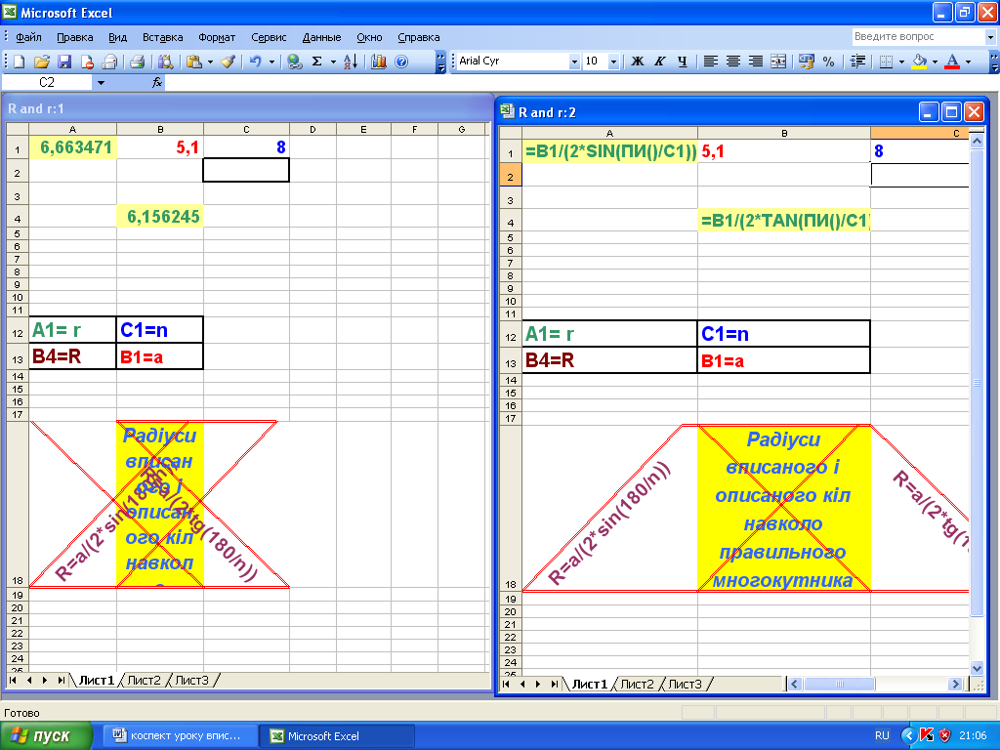 Microsoft Excel
Файл Правка Вид Вставка Формат Сервис Данные Окно Справка
Введите вопрос
Arial Cyr 10 Ж К Ч
C2 fx
R and r:1
A B C D E F G
1 6,663471 5,1 8
2
3
4 6,156245
5
6
7
8
9
10
11
12 A1= r C1=n
13 B4=R B1=a
14
15
16
17
Радіуси
вписан
ого і
описан
ого кіл
навкол
R=a/(2*sin(180/n))
R=a/(2*tg(180/n))
18
19
20
21
22
23
24
25
Лист1 Лист2 Лист3
R and r:2
A B C
1 =B1/(2*SIN(ПИ()/C1)) 5,1 8
2
3
4 =B1/(2*TAN(ПИ()/C1
5
6
7
8
9
10
11
12 A1= r C1=n
13 B4=R B1=a
14
15
16
17
R=a/(2*sin(180/n))
Радіуси
вписаного і
описаного кіл
навколо
правильного
многокутника
R=a/(2*tg(1
18
19
20
21
22
23
24
25
Лист1 Лист2 Лист3
Готово
пуск коспект уроку впис... Microsoft Excel RU 21:06